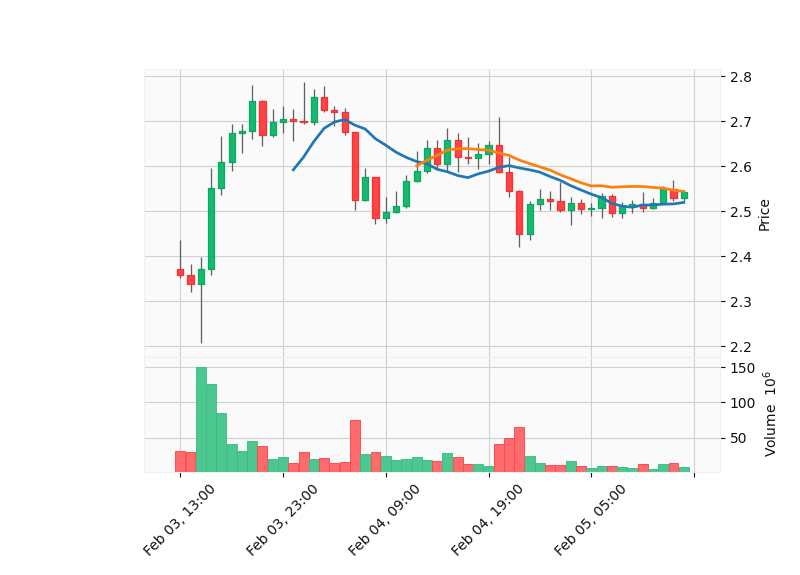 2.8
2.7
2.6
2.5
2.4
2.3
2.2
Price
150
100
50
Volume 10⁶
Feb 03, 13:00
Feb 03, 23:00
Feb 04, 09:00
Feb 04, 19:00
Feb 05, 05:00